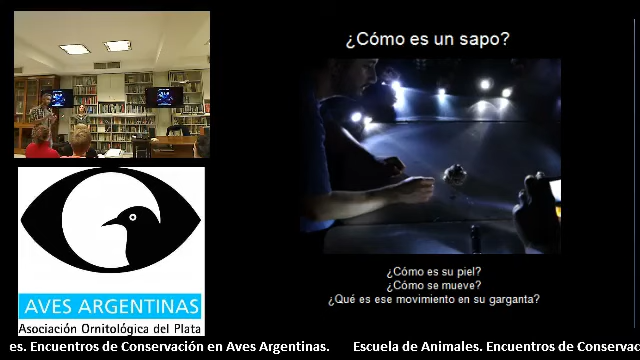 ¿Cómo es un sapo?
¿Cómo es su piel?
¿Cómo se mueve?
¿Qué es ese movimiento en su garganta?
AVES ARGENTINAS
Asociación Ornitológica del Plata
es. Encuentros de Conservación en Aves Argentinas. Escuela de Animales. Encuentros de Conservac